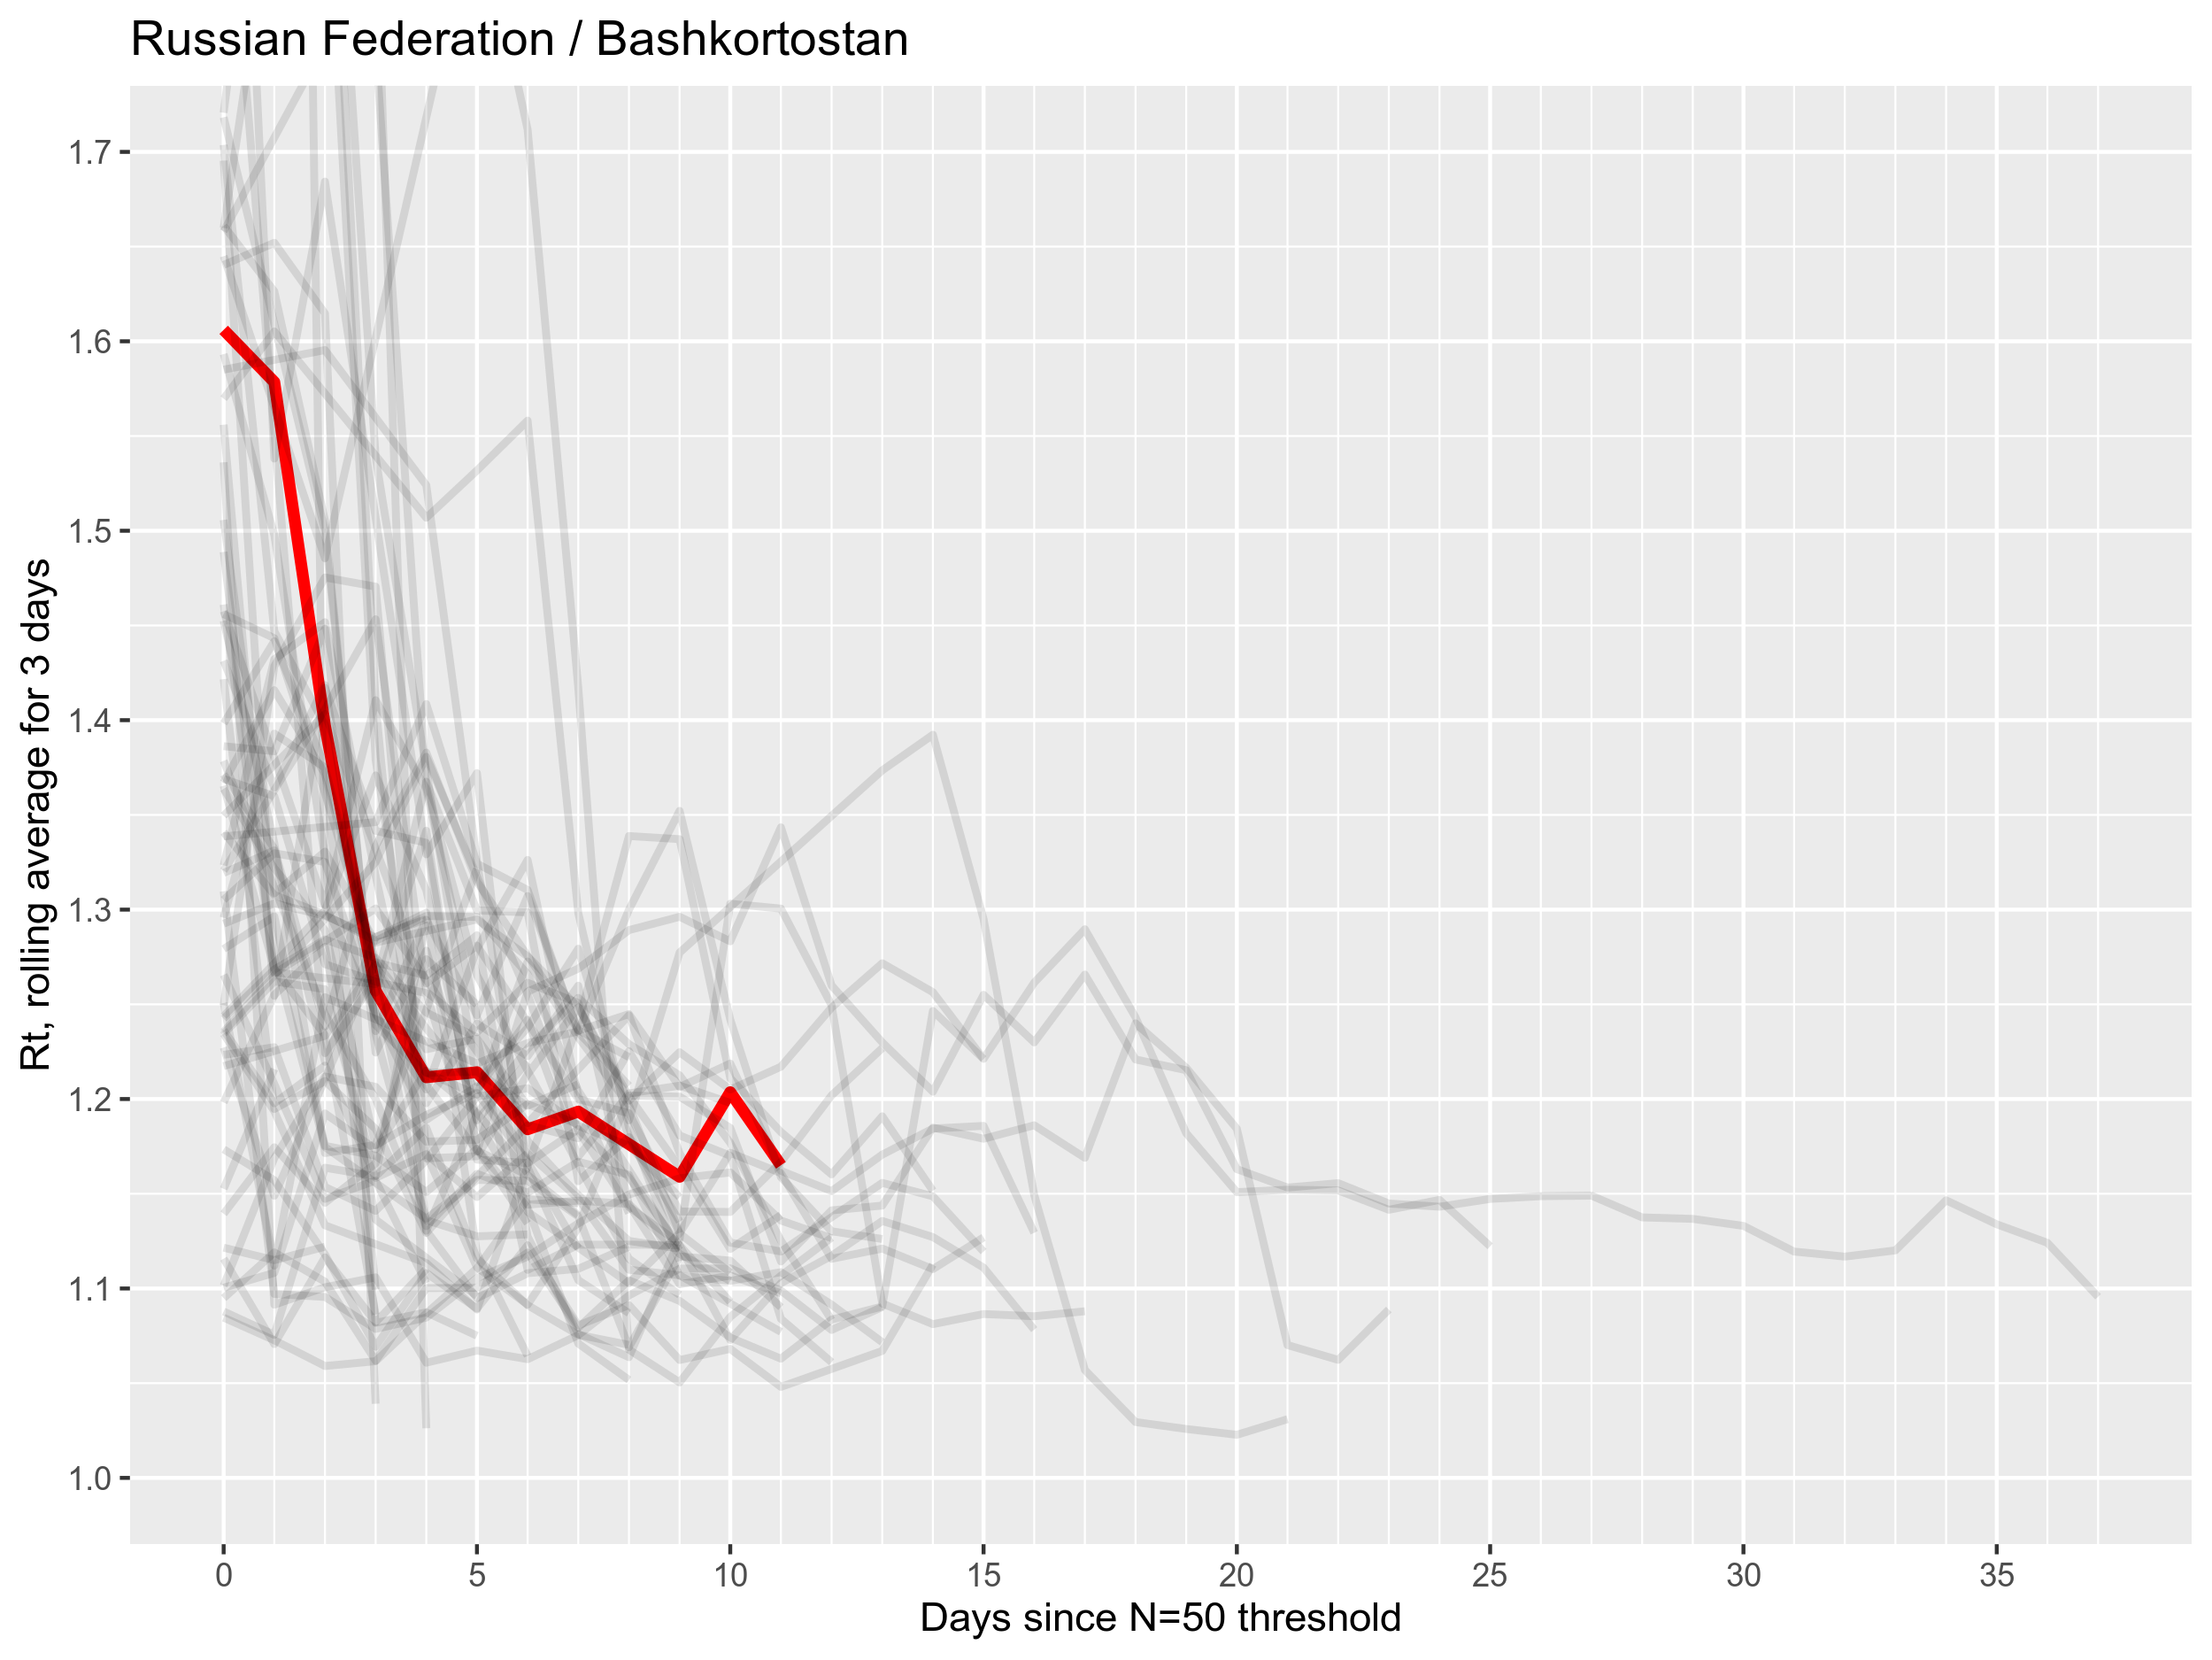 Russian Federation / Bashkortostan
Rt, rolling average for 3 days
1.7
1.6
1.5
1.4
1.3
1.2
1.1
1.0
0 5 10 15 20 25 30 35
Days since N=50 threshold